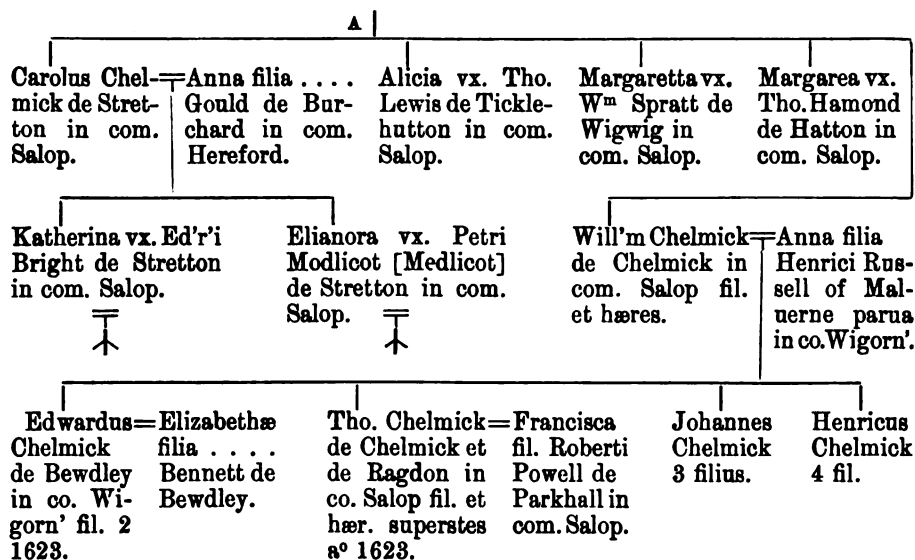 A
Carolus Chel-
mick de Stret-
ton in com.
Salop.
Anna filia . . . .
Gould de Bur-
chard in com.
Hereford.
Alicia vx. Tho.
Lewis de Tickle-
hutton in com.
Salop.
Margaretta vx.
Wᵐ Spratt de
Wigwig in
com. Salop.
Margarea vx.
Tho. Hamond
de Hatton in
com. Salop.
Katherina vx. Ed'r'i
Bright de Stretton
in com. Salop.
Elianora vx. Petri
Modlicot [Medlicot]
de Stretton in com.
Salop.
Will'm Chelmick
de Chelmick in
com. Salop fil.
et hæres.
Anna filia
Henrici Rus-
sell of Mal-
uerne parua
in co. Wigorn'.
Edwardus
Chelmick
de Bewdley
in co. Wi-
gorn' fil. 2
1623.
Elizabethæ
filia . . . .
Bennett de
Bewdley.
Tho. Chelmick
de Chelmick et
de Ragdon in
co. Salop fil. et
hær. superstes
aº 1623.
Francisca
fil. Roberti
Powell de
Parkhall in
com. Salop.
Johannes
Chelmick
3 filius.
Henricus
Chelmick
4 fil.